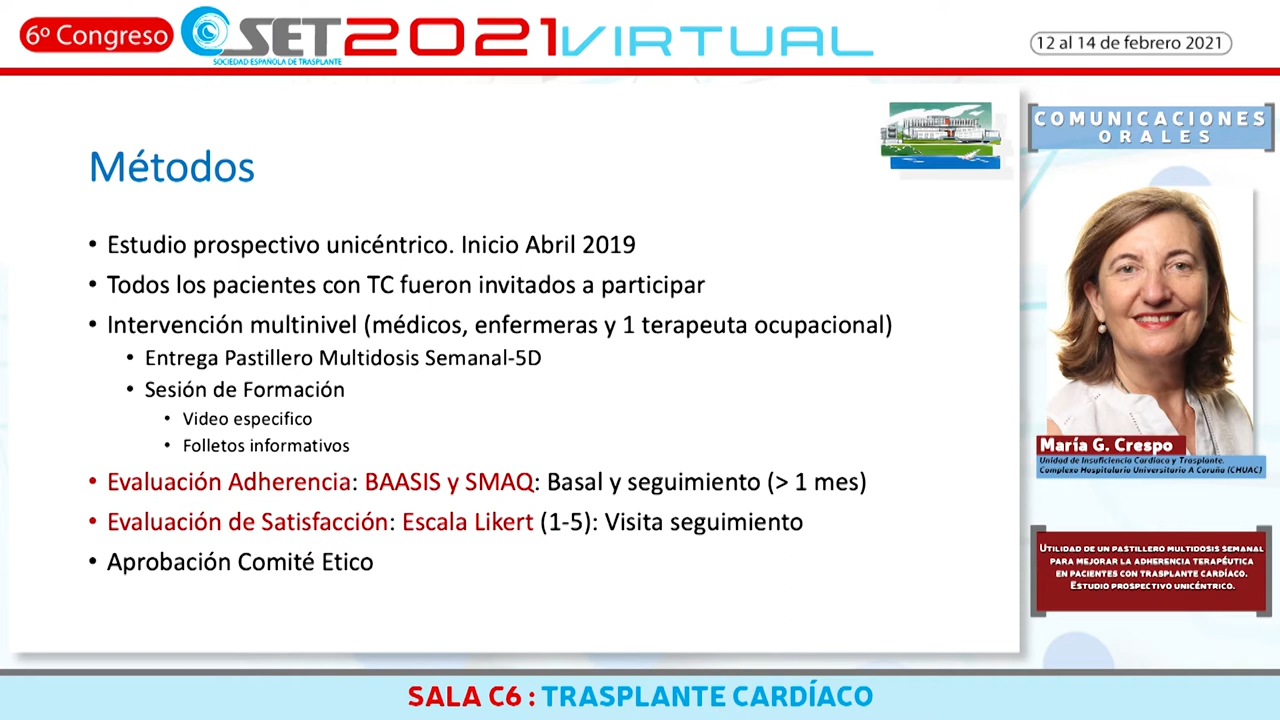 6º Congreso SET 2021 VIRTUAL
SOCIEDAD ESPAÑOLA DE TRASPLANTE
12 al 14 de febrero 2021
Métodos
• Estudio prospectivo unicéntrico. Inicio Abril 2019
• Todos los pacientes con TC fueron invitados a participar
• Intervención multinivel (médicos, enfermeras y 1 terapeuta ocupacional)
• Entrega Pastillero Multidosis Semanal-5D
• Sesión de Formación
• Video especifico
• Folletos informativos
• Evaluación Adherencia: BAASIS y SMAQ: Basal y seguimiento (> 1 mes)
• Evaluación de Satisfacción: Escala Likert (1-5): Visita seguimiento
• Aprobación Comité Etico
COMUNICACIONES
ORALES
María G. Crespo
Unidad de Insuficiencia Cardíaca y Trasplante.
Complexo Hospitalario Universitario A Coruña (CHUAC)
UTILIDAD DE UN PASTILLERO MULTIDOSIS SEMANAL
PARA MEJORAR LA ADHERENCIA TERAPÉUTICA
EN PACIENTES CON TRASPLANTE CARDÍACO.
ESTUDIO PROSPECTIVO UNICÉNTRICO.
SALA C6 : TRASPLANTE CARDÍACO